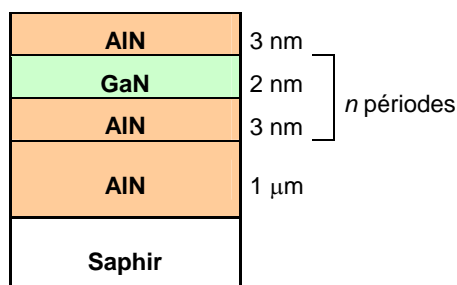 AlN 3 nm
GaN 2 nm
n périodes
AlN 3 nm
AlN 1 μm
Saphir